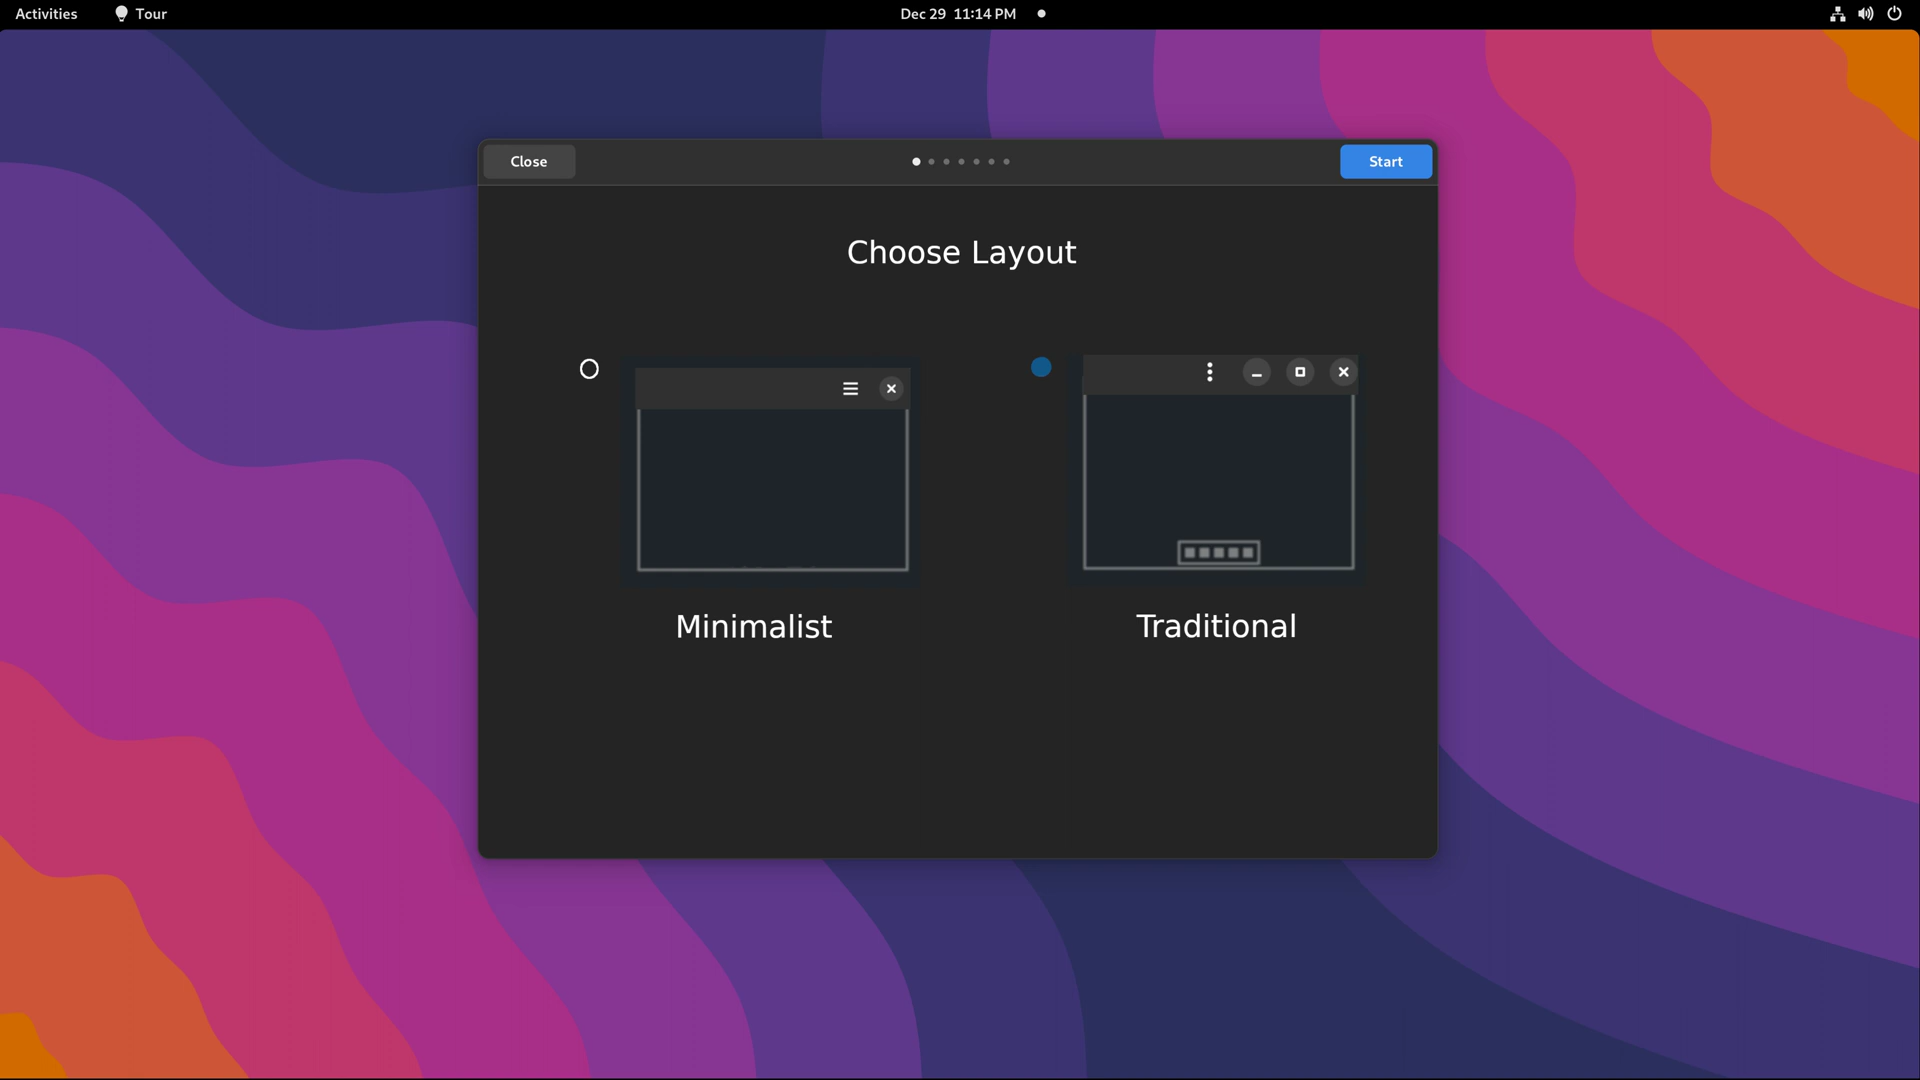 Activities Tour Dec 29 11:14 PM
Close Start
Choose Layout
Minimalist Traditional